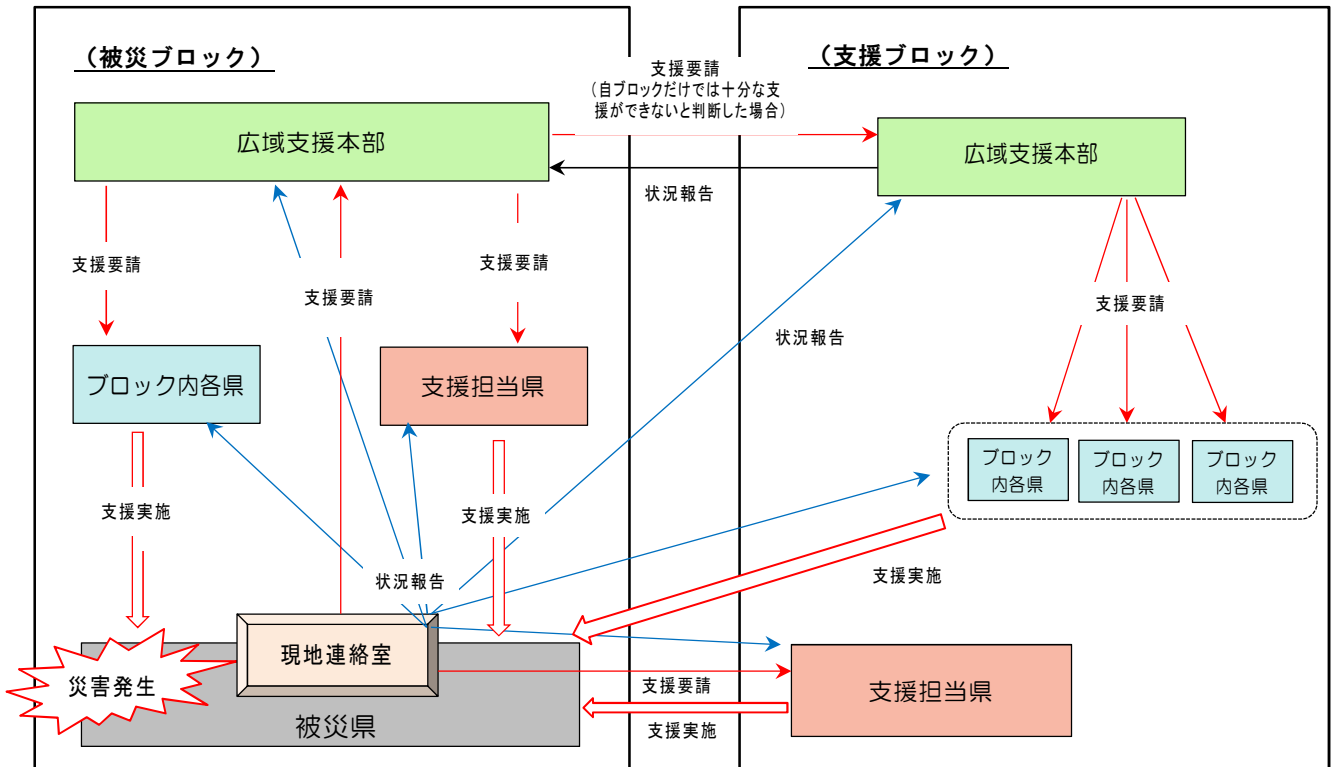 （被災ブロック）
支援要請
（自ブロックだけでは十分な支
援ができないと判断した場合）
（支援ブロック）
広域支援本部
広域支援本部
状況報告
支援要請
支援要請
支援要請
支援要請
状況報告
ブロック内各県
支援担当県
ブロック
内各県
ブロック
内各県
ブロック
内各県
支援実施
支援実施
状況報告
支援実施
現地連絡室
災害発生
被災県
支援要請
支援実施
支援担当県